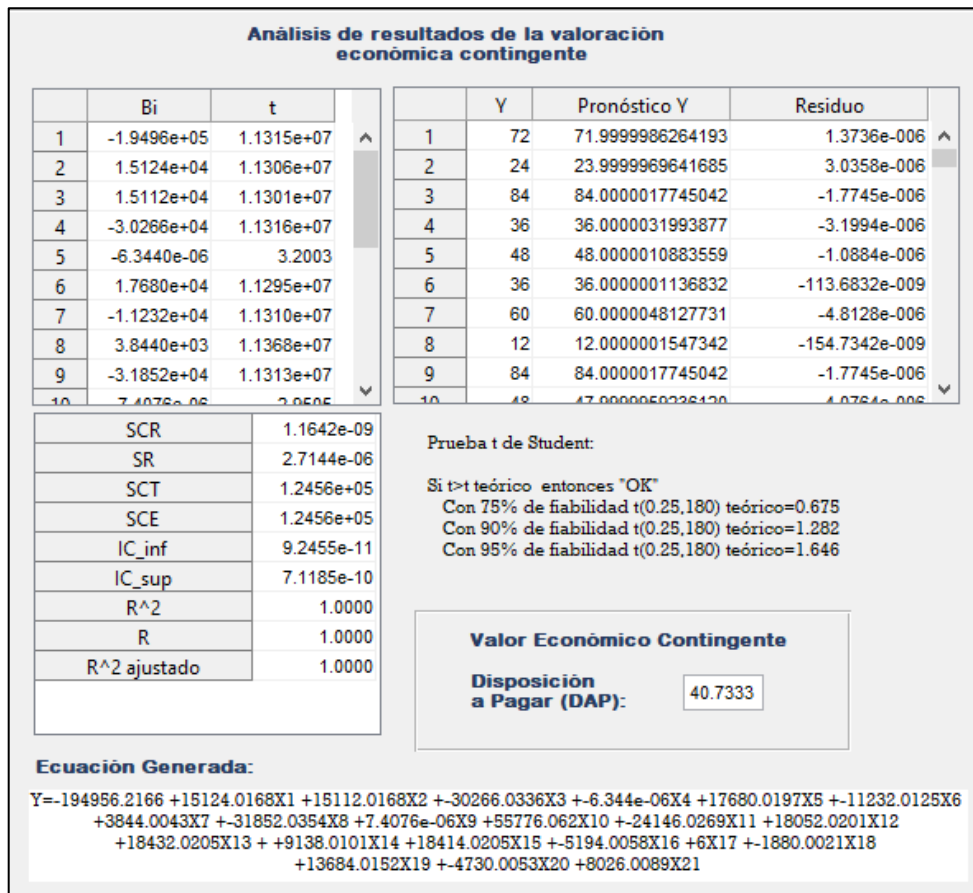 Análisis de resultados de la valoración
económica contingente
Bi t
1 -1.9496e+05 1.1315e+07
2 1.5124e+04 1.1306e+07
3 1.5112e+04 1.1301e+07
4 -3.0266e+04 1.1316e+07
5 -6.3440e-06 3.2003
6 1.7680e+04 1.1295e+07
7 -1.1232e+04 1.1310e+07
8 3.8440e+03 1.1368e+07
9 -3.1852e+04 1.1313e+07
10 7.4076e-06 2.9505
Y Pronóstico Y Residuo
1 72 71.9999986264193 1.3736e-006
2 24 23.9999969641685 3.0358e-006
3 84 84.0000017745042 -1.7745e-006
4 36 36.0000031993877 -3.1994e-006
5 48 48.0000010883559 -1.0884e-006
6 36 36.0000001136832 -113.6832e-009
7 60 60.0000048127731 -4.8128e-006
8 12 12.0000001547342 -154.7342e-009
9 84 84.0000017745042 -1.7745e-006
10 48 47.9999959236120 4.0764e-006
SCR 1.1642e-09
SR 2.7144e-06
SCT 1.2456e+05
SCE 1.2456e+05
IC_inf 9.2455e-11
IC_sup 7.1185e-10
R^2 1.0000
R 1.0000
R^2 ajustado 1.0000
Prueba t de Student:
Si t>t teórico entonces "OK"
Con 75% de fiabilidad t(0.25,180) teórico=0.675
Con 90% de fiabilidad t(0.25,180) teórico=1.282
Con 95% de fiabilidad t(0.25,180) teórico=1.646
Valor Económico Contingente
Disposición
a Pagar (DAP): 40.7333
Ecuación Generada:
Y=-194956.2166 +15124.0168X1 +15112.0168X2 +-30266.0336X3 +-6.344e-06X4 +17680.0197X5 +-11232.0125X6
+3844.0043X7 +-31852.0354X8 +7.4076e-06X9 +55776.062X10 +-24146.0269X11 +18052.0201X12
+18432.0205X13 + +9138.0101X14 +18414.0205X15 +-5194.0058X16 +6X17 +-1880.0021X18
+13684.0152X19 +-4730.0053X20 +8026.0089X21